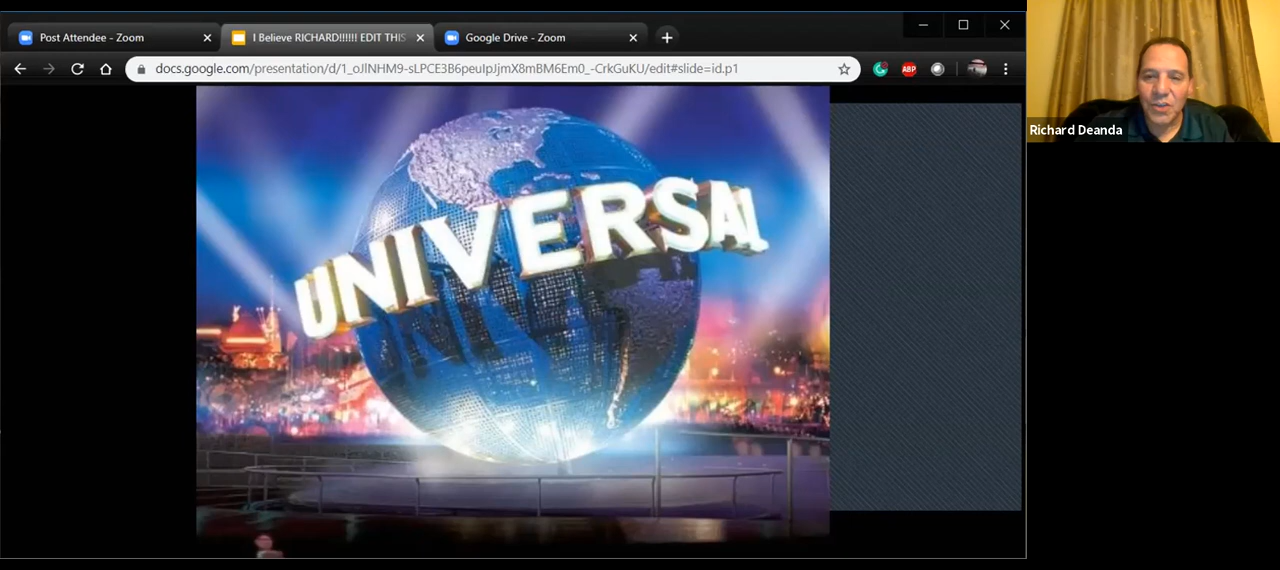 Post Attendee - Zoom
I Believe RICHARD!!!!!! EDIT THIS
Google Drive - Zoom
docs.google.com/presentation/d/1_oJlNHM9-sLPCE3B6peuIpJjmX8mBM6Em0_-CrkGuKU/edit#slide=id.p1
ABP
UNIVERSAL
Richard Deanda